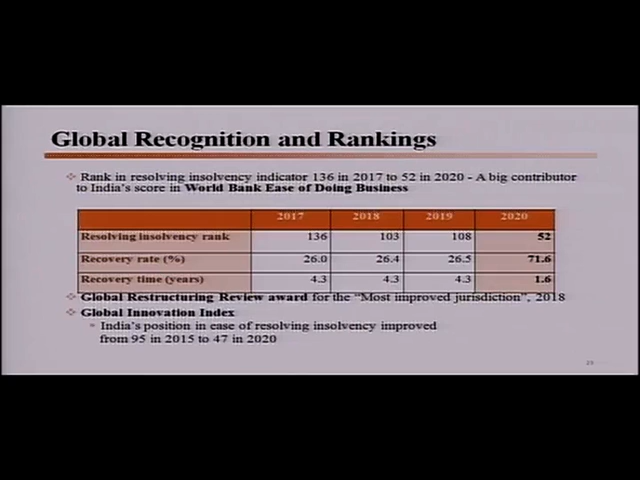 Global Recognition and Rankings
Rank in resolving insolvency indicator 136 in 2017 to 52 in 2020 - A big contributor
to India's score in World Bank Ease of Doing Business
2017 2018 2019 2020
Resolving insolvency rank 136 103 108 52
Recovery rate (%) 26.0 26.4 26.5 71.6
Recovery time (years) 4.3 4.3 4.3 1.6
Global Restructuring Review award for the "Most improved jurisdiction", 2018
Global Innovation Index
India's position in ease of resolving insolvency improved
from 95 in 2015 to 47 in 2020